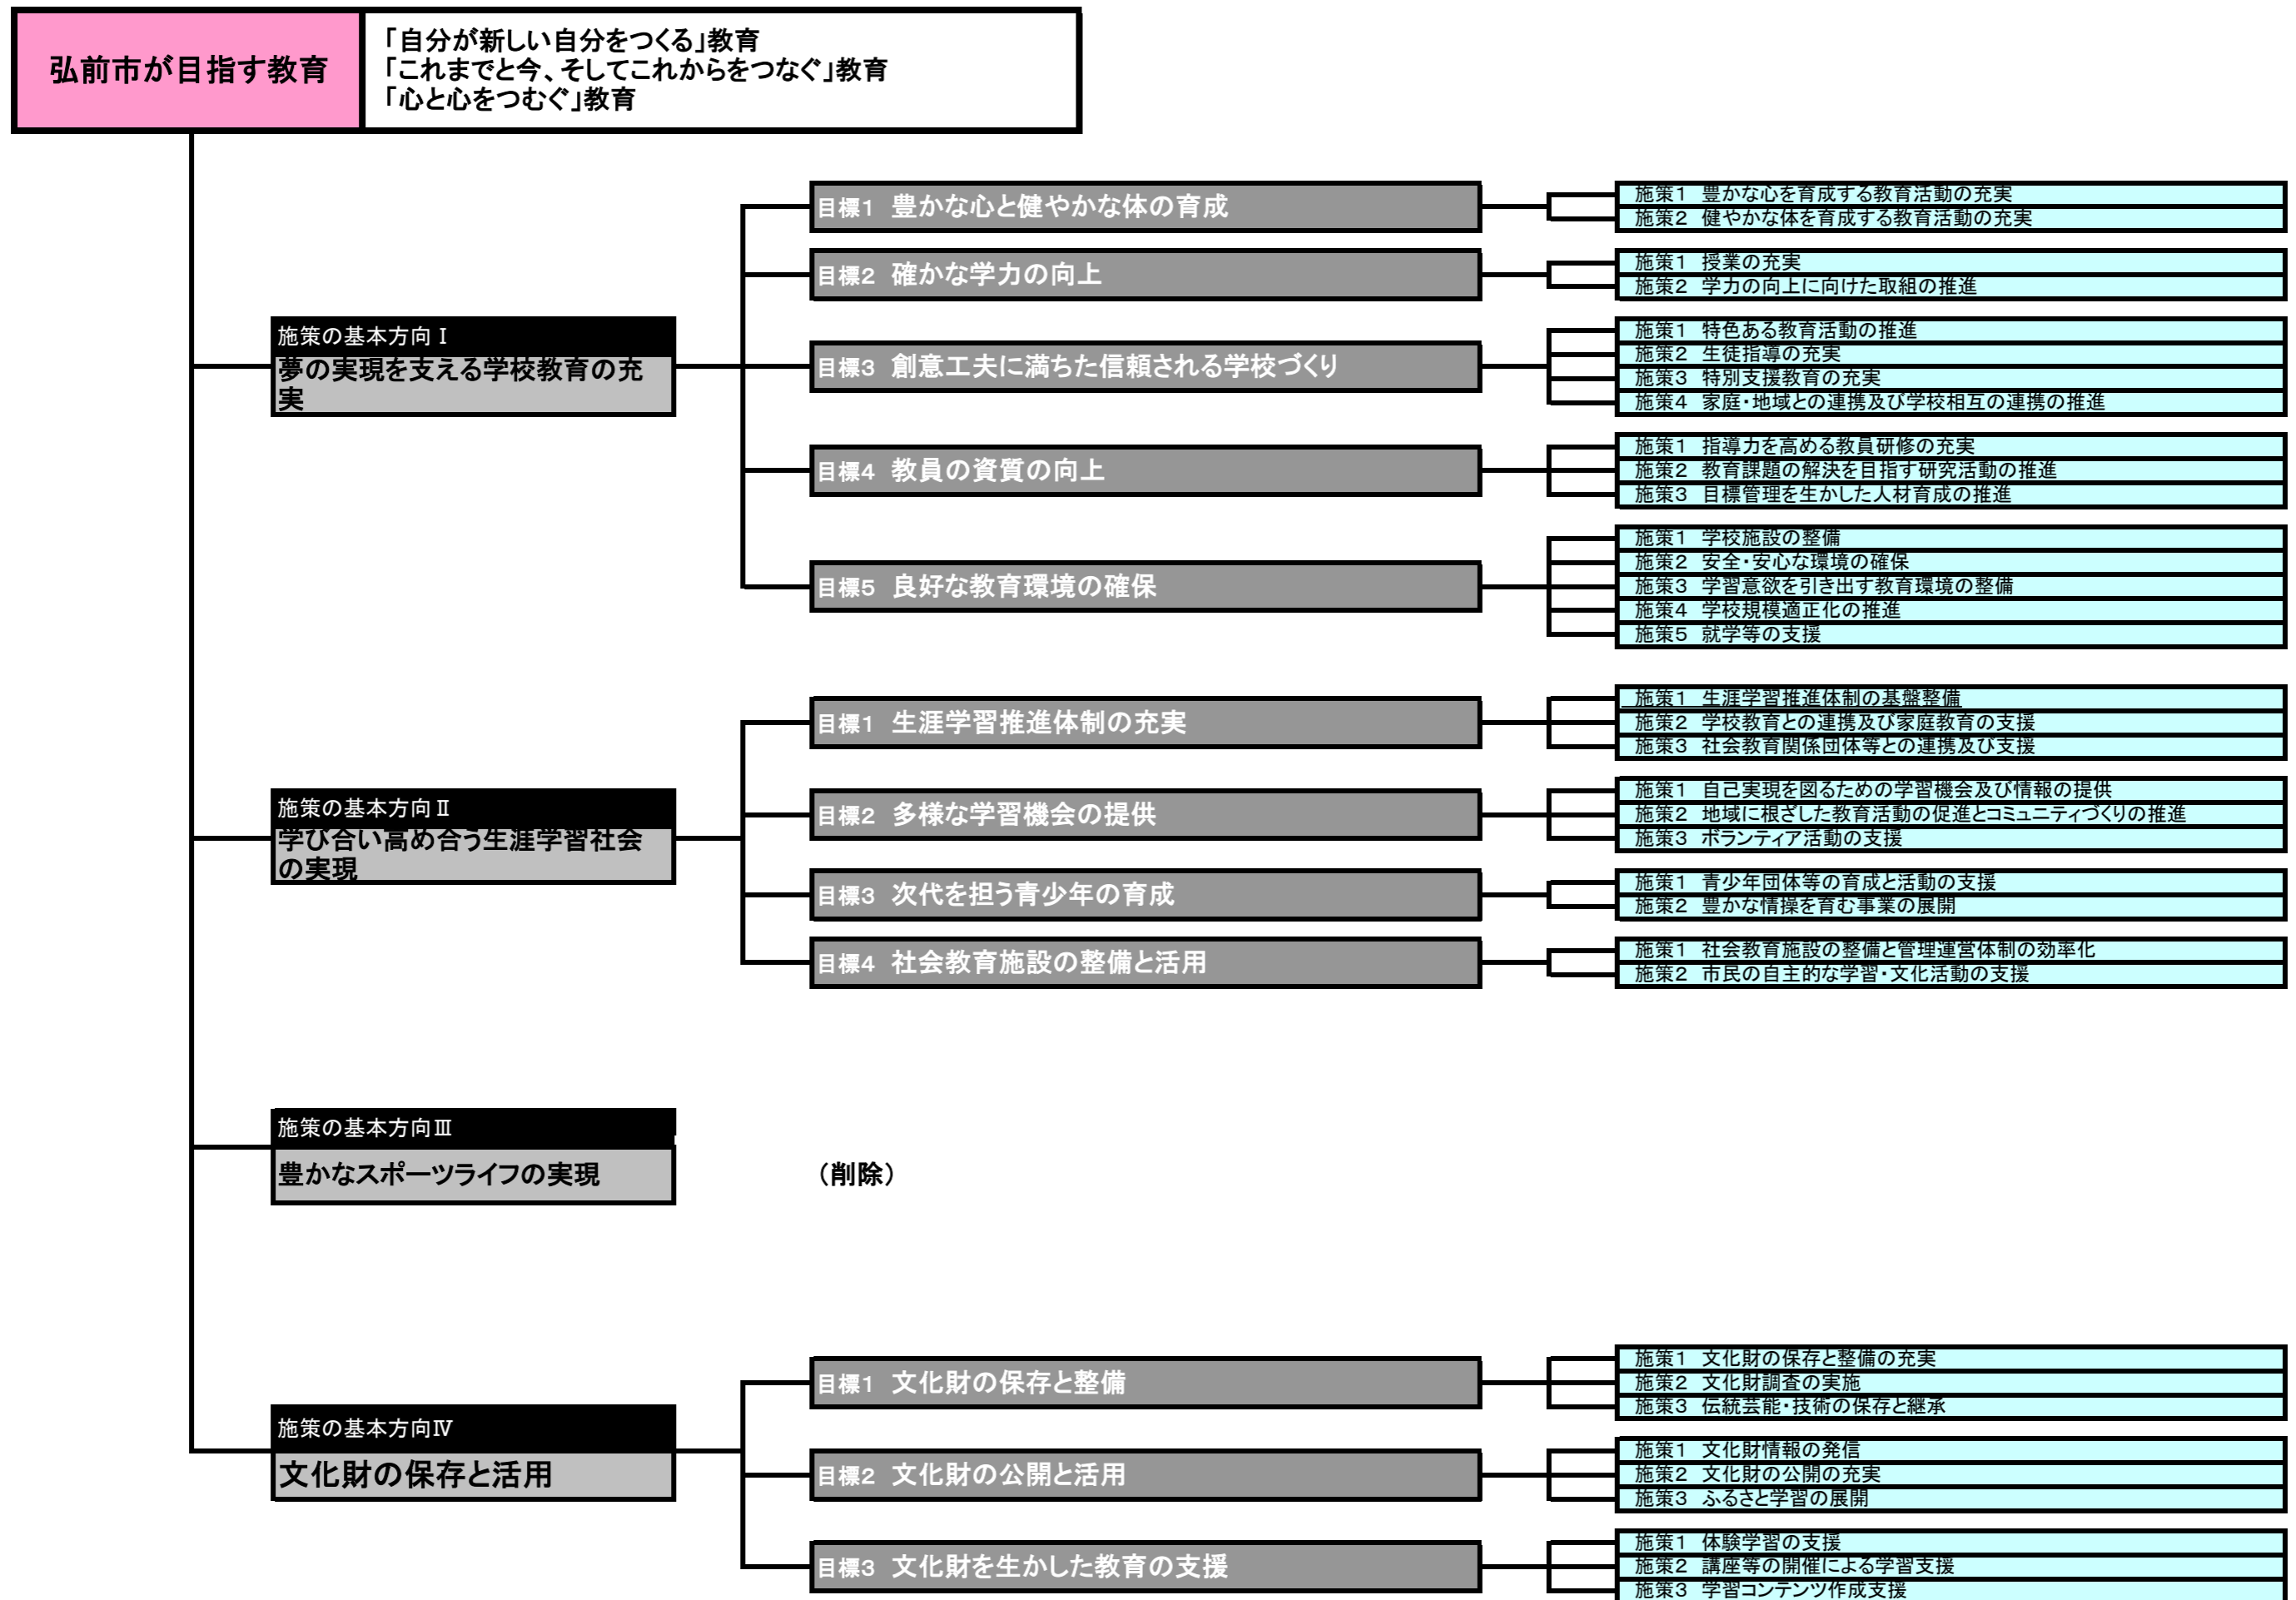 弘前市が目指す教育
「自分が新しい自分をつくる」教育
「これまでと今、そしてこれからをつなぐ」教育
「心と心をつむぐ」教育
施策の基本方向Ⅰ
夢の実現を支える学校教育の充
実
目標1 豊かな心と健やかな体の育成
施策1 豊かな心を育成する教育活動の充実
施策2 健やかな体を育成する教育活動の充実
目標2 確かな学力の向上
施策1 授業の充実
施策2 学力の向上に向けた取組の推進
目標3 創意工夫に満ちた信頼される学校づくり
施策1 特色ある教育活動の推進
施策2 生徒指導の充実
施策3 特別支援教育の充実
施策4 家庭・地域との連携及び学校相互の連携の推進
目標4 教員の資質の向上
施策1 指導力を高める教員研修の充実
施策2 教育課題の解決を目指す研究活動の推進
施策3 目標管理を生かした人材育成の推進
目標5 良好な教育環境の確保
施策1 学校施設の整備
施策2 安全・安心な環境の確保
施策3 学習意欲を引き出す教育環境の整備
施策4 学校規模適正化の推進
施策5 就学等の支援
施策の基本方向Ⅱ
学び合い高め合う生涯学習社会
の実現
目標1 生涯学習推進体制の充実
施策1 生涯学習推進体制の基盤整備
施策2 学校教育との連携及び家庭教育の支援
施策3 社会教育関係団体等との連携及び支援
目標2 多様な学習機会の提供
施策1 自己実現を図るための学習機会及び情報の提供
施策2 地域に根ざした教育活動の促進とコミュニティづくりの推進
施策3 ボランティア活動の支援
目標3 次代を担う青少年の育成
施策1 青少年団体等の育成と活動の支援
施策2 豊かな情操を育む事業の展開
目標4 社会教育施設の整備と活用
施策1 社会教育施設の整備と管理運営体制の効率化
施策2 市民の自主的な学習・文化活動の支援
施策の基本方向Ⅲ
豊かなスポーツライフの実現
（削除）
施策の基本方向Ⅳ
文化財の保存と活用
目標1 文化財の保存と整備
施策1 文化財の保存と整備の充実
施策2 文化財調査の実施
施策3 伝統芸能・技術の保存と継承
目標2 文化財の公開と活用
施策1 文化財情報の発信
施策2 文化財の公開の充実
施策3 ふるさと学習の展開
目標3 文化財を生かした教育の支援
施策1 体験学習の支援
施策2 講座等の開催による学習支援
施策3 学習コンテンツ作成支援